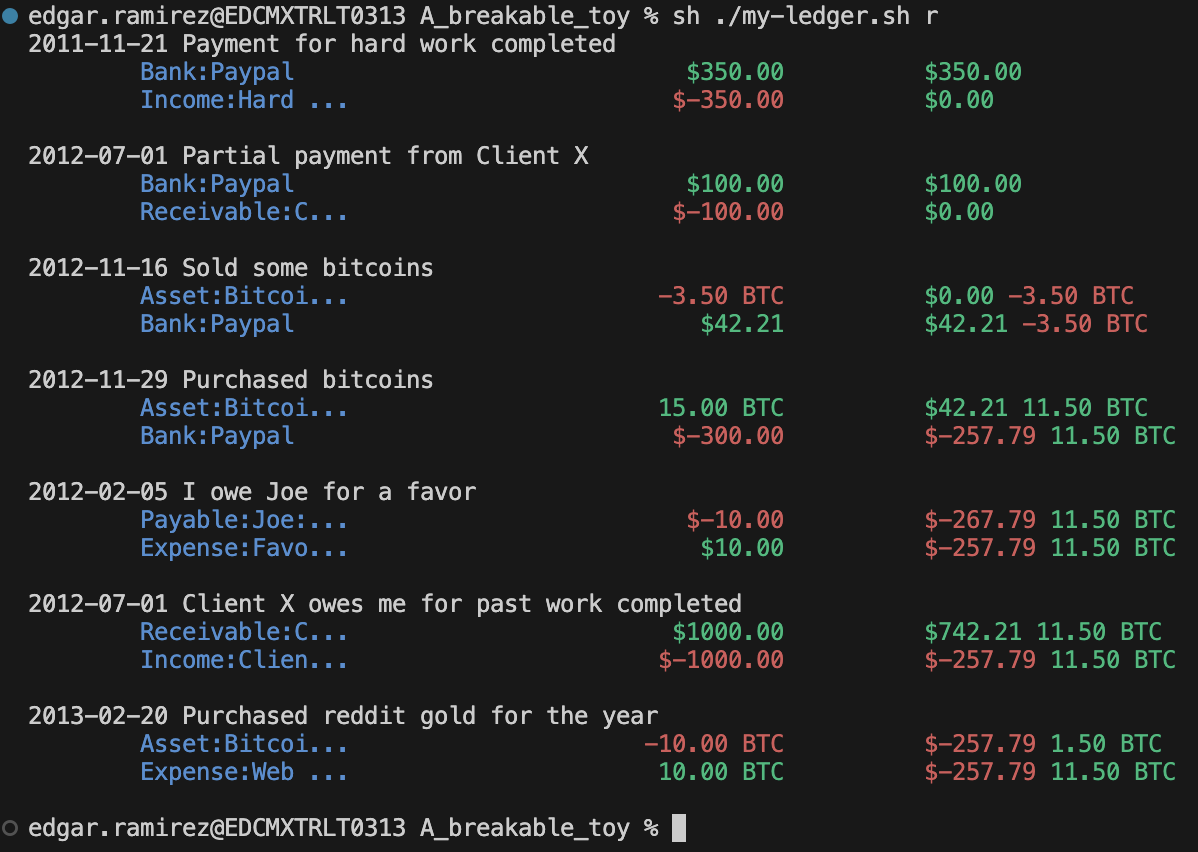 edgar.ramirez@EDCMXTRLT0313 A_breakable_toy % sh ./my-ledger.sh r
2011-11-21 Payment for hard work completed
Bank:Paypal $350.00 $350.00
Income:Hard ... $-350.00 $0.00
2012-07-01 Partial payment from Client X
Bank:Paypal $100.00 $100.00
Receivable:C... $-100.00 $0.00
2012-11-16 Sold some bitcoins
Asset:Bitcoi... -3.50 BTC $0.00 -3.50 BTC
Bank:Paypal $42.21 $42.21 -3.50 BTC
2012-11-29 Purchased bitcoins
Asset:Bitcoi... 15.00 BTC $42.21 11.50 BTC
Bank:Paypal $-300.00 $-257.79 11.50 BTC
2012-02-05 I owe Joe for a favor
Payable:Joe:... $-10.00 $-267.79 11.50 BTC
Expense:Favo... $10.00 $-257.79 11.50 BTC
2012-07-01 Client X owes me for past work completed
Receivable:C... $1000.00 $742.21 11.50 BTC
Income:Clien... $-1000.00 $-257.79 11.50 BTC
2013-02-20 Purchased reddit gold for the year
Asset:Bitcoi... -10.00 BTC $-257.79 1.50 BTC
Expense:Web ... 10.00 BTC $-257.79 11.50 BTC
edgar.ramirez@EDCMXTRLT0313 A_breakable_toy %